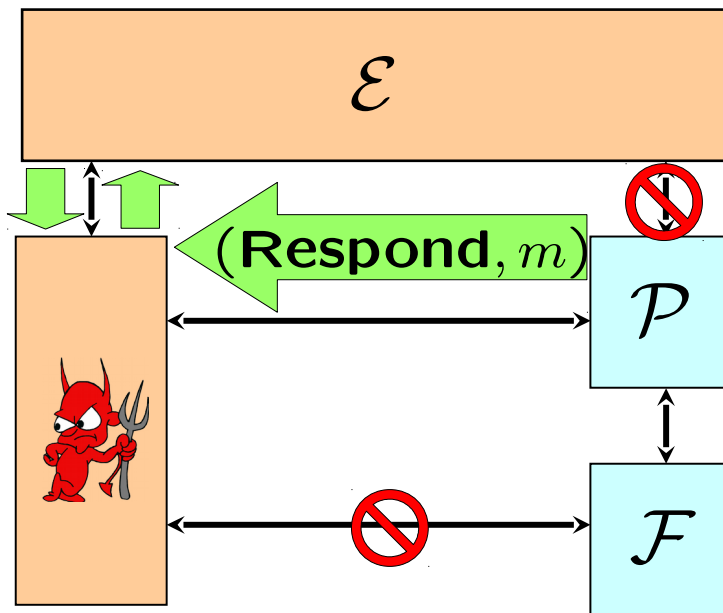 ℰ
(Respond, m)
𝒫
ℱ